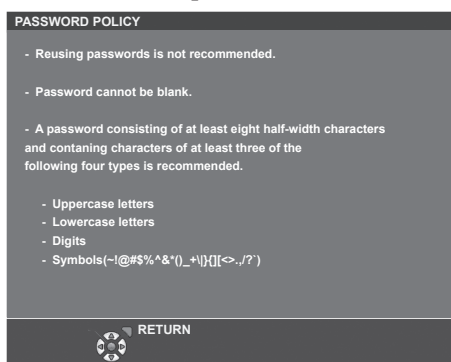 PASSWORD POLICY
- Reusing passwords is not recommended.
- Password cannot be blank.
- A password consisting of at least eight half-width characters
and contaning characters of at least three of the
following four types is recommended.
- Uppercase letters
- Lowercase letters
- Digits
- Symbols(~!@#$%^&*()_+\|}{][<>.,/?`)
RETURN